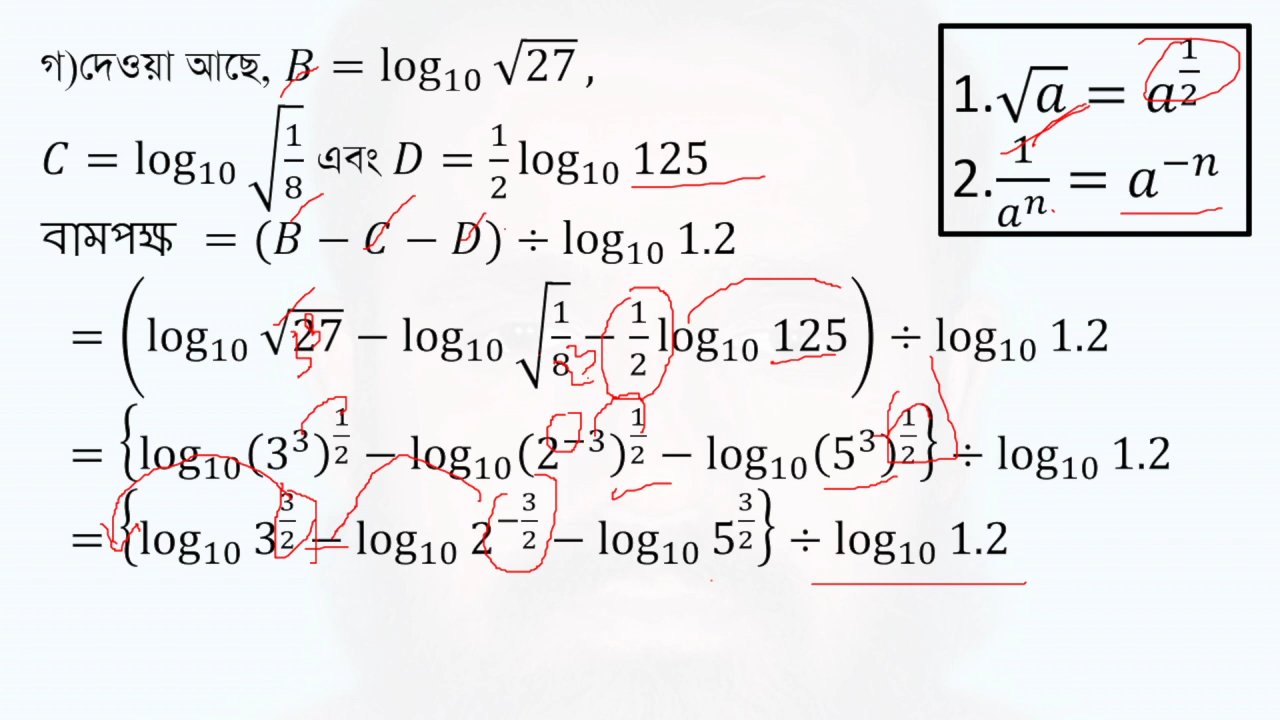 গ)দেওয়া আছে, B = log₁₀ √27 ,
C = log₁₀ √(1/8) এবং D = 1/2 log₁₀ 125
বামপক্ষ = (B − C − D) ÷ log₁₀ 1.2
= (log₁₀ √27 − log₁₀ √(1/8) − 1/2 log₁₀ 125) ÷ log₁₀ 1.2
= {log₁₀(3³)^(1/2) − log₁₀(2⁻³)^(1/2) − log₁₀(5³)^(1/2)} ÷ log₁₀ 1.2
= {log₁₀ 3^(3/2) − log₁₀ 2^(−3/2) − log₁₀ 5^(3/2)} ÷ log₁₀ 1.2
1.√a = a^(1/2)
2.1/aⁿ = a⁻ⁿ